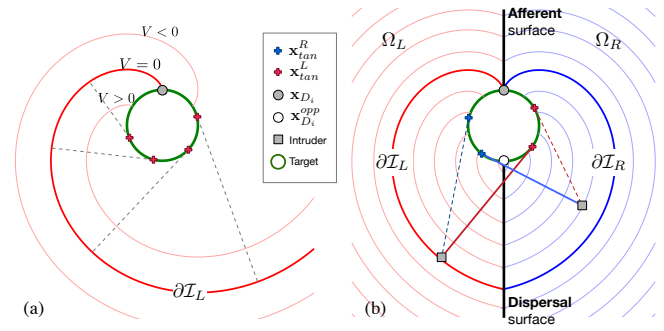 V < 0
V = 0
V > 0
∂I_L
(a)
x^R_tan
x^L_tan
x_{D_i}
x^{opp}_{D_i}
Intruder
Target
Afferent
surface
Ω_L
Ω_R
∂I_L
∂I_R
Dispersal
surface
(b)